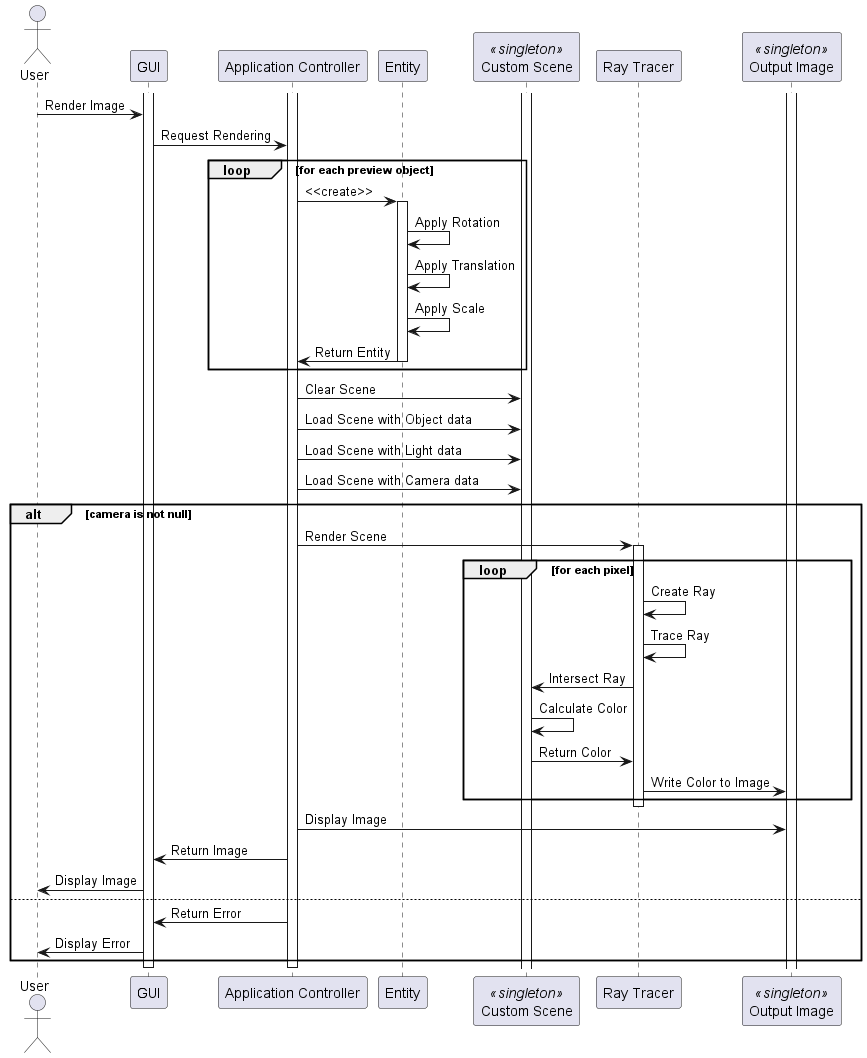 User
GUI
Application Controller
Entity
«singleton»
Custom Scene
Ray Tracer
«singleton»
Output Image
Render Image
Request Rendering
loop
[for each preview object]
<<create>>
Apply Rotation
Apply Translation
Apply Scale
Return Entity
Clear Scene
Load Scene with Object data
Load Scene with Light data
Load Scene with Camera data
alt
[camera is not null]
Render Scene
loop
[for each pixel]
Create Ray
Trace Ray
Intersect Ray
Calculate Color
Return Color
Write Color to Image
Display Image
Return Image
Display Image
Return Error
Display Error
User
GUI
Application Controller
Entity
«singleton»
Custom Scene
Ray Tracer
«singleton»
Output Image